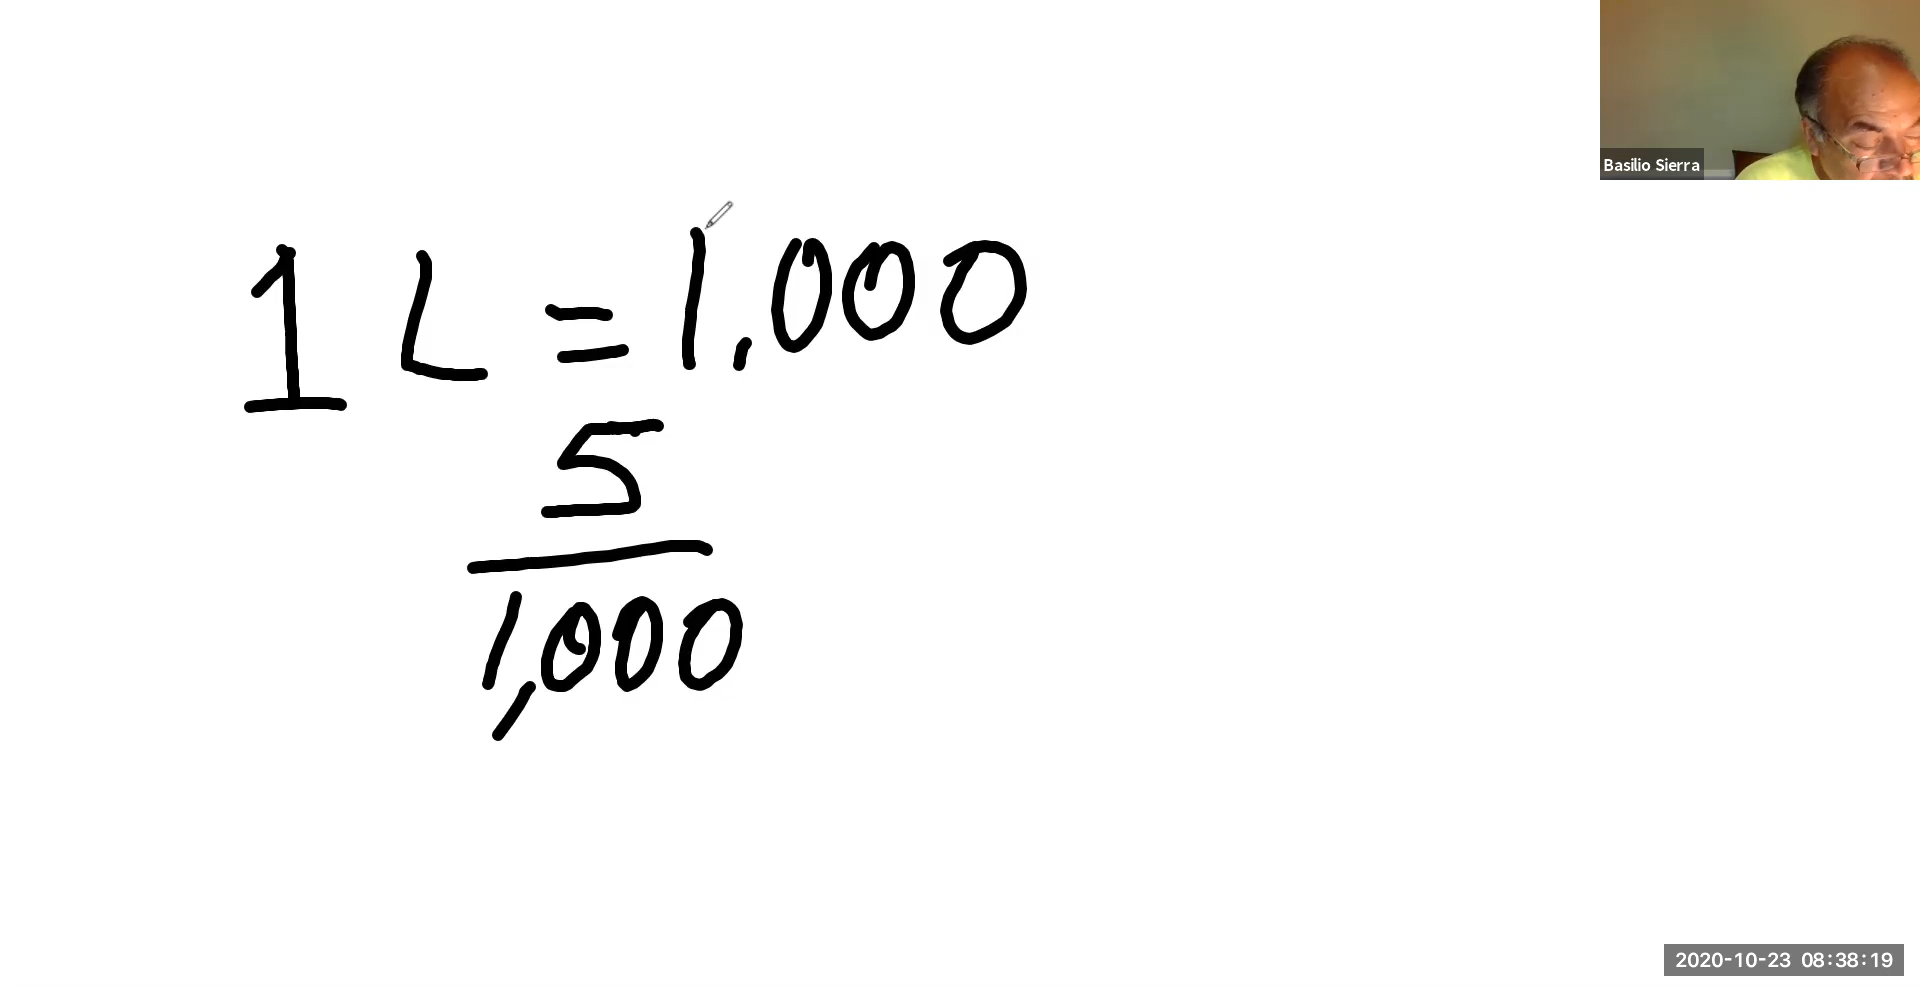 Basilio Sierra
1 L = 1,000
5
1,000
2020-10-23 08:38:19